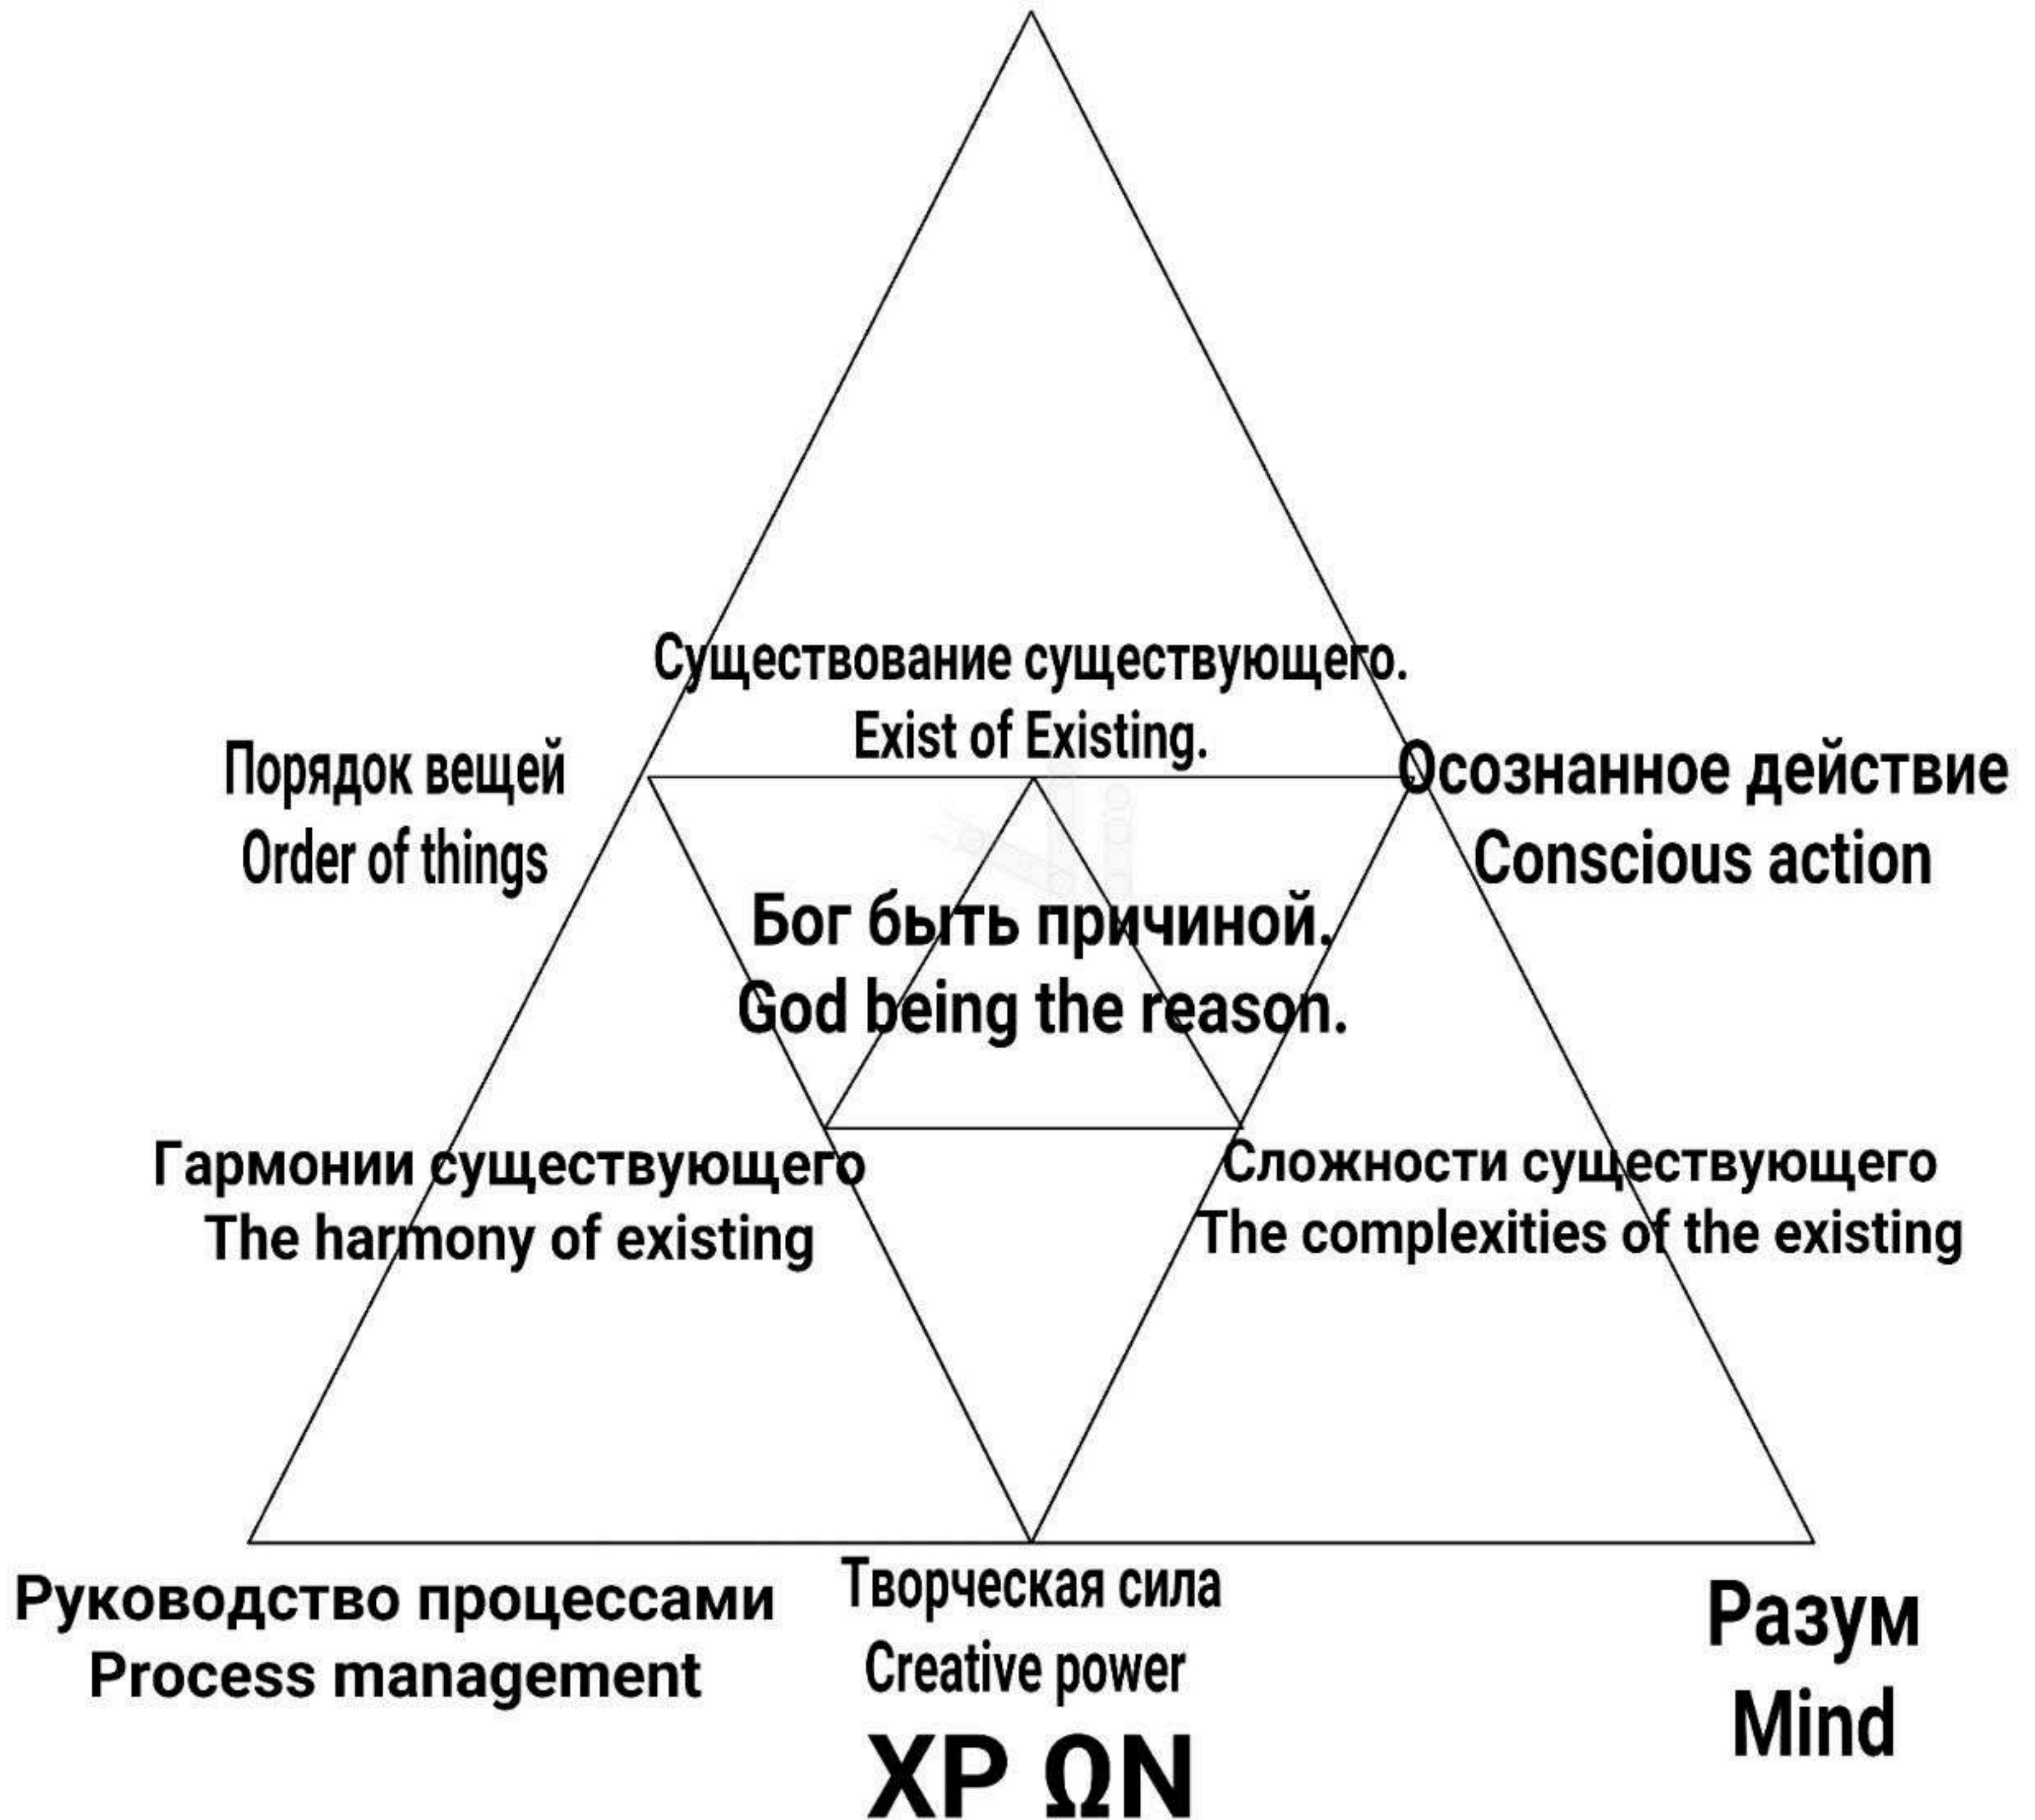 Существование существующего.
Exist of Existing.
Порядок вещей
Order of things
Осознанное действие
Conscious action
Бог быть причиной.
God being the reason.
Гармонии существующего
The harmony of existing
Сложности существующего
The complexities of the existing
Руководство процессами
Process management
Творческая сила
Creative power
ΧΡ ΩΝ
Разум
Mind